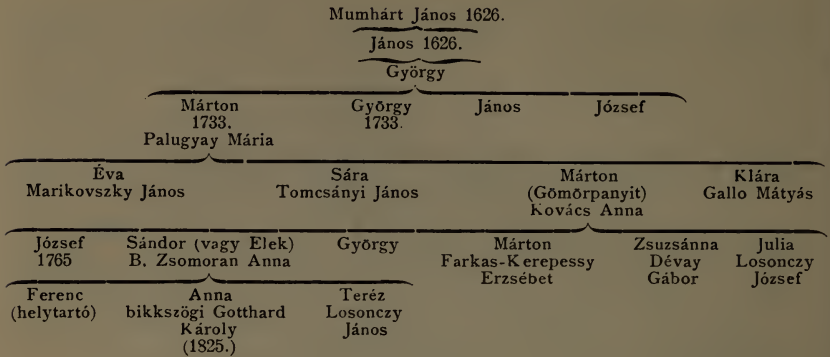 Mumhárt János 1626.
János 1626.
György
Márton György János József
1733. 1733.
Palugyay Mária
Éva Sára Márton Klára
Marikovszky János Tomcsányi János (Gömörpanyit) Gallo Mátyás
Kovács Anna
József Sándor (vagy Elek) György Márton Zsuzsánna Julia
1765 B. Zsomoran Anna Farkas-Kerepessy Dévay Losonczy
Erzsébet Gábor József
Ferenc Anna Teréz
(helytartó) bikkszögi Gotthard Losonczy
Károly János
(1825.)